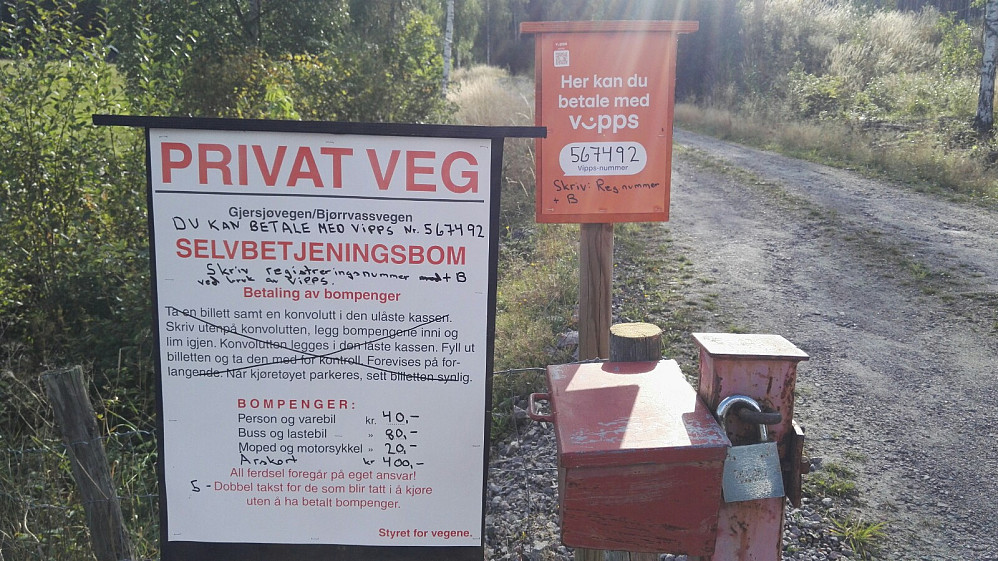 PRIVAT VEG
Gjersjøvegen/Bjørrvassvegen
DU KAN BETALE MED ViPPS Nr. 567492
SELVBETJENINGSBOM
Skriv registreringsnummer + B
ved bruk av ViPPS.
Betaling av bompenger
Ta en billett samt en konvolutt i den ulåste kassen.
Skriv utenpå konvolutten, legg bompengene inni og
lim igjen. Konvolutten legges i den låste kassen. Fyll ut
billetten og ta den med for kontroll. Forevises på for-
langende. Når kjøretøyet parkeres, sett billetten synlig.
BOMPENGER:
Person og varebil kr. 40,-
Buss og lastebil – „ 80,-
Moped og motorsykkel „ 20,-
Årskort kr 400,-
All ferdsel foregår på eget ansvar!
5 - Dobbel takst for de som blir tatt i å kjøre
uten å ha betalt bompenger.
Styret for vegene.
Her kan du
betale med
vipps
567492
Vipps-nummer
Skriv: Reg nummer
+ B